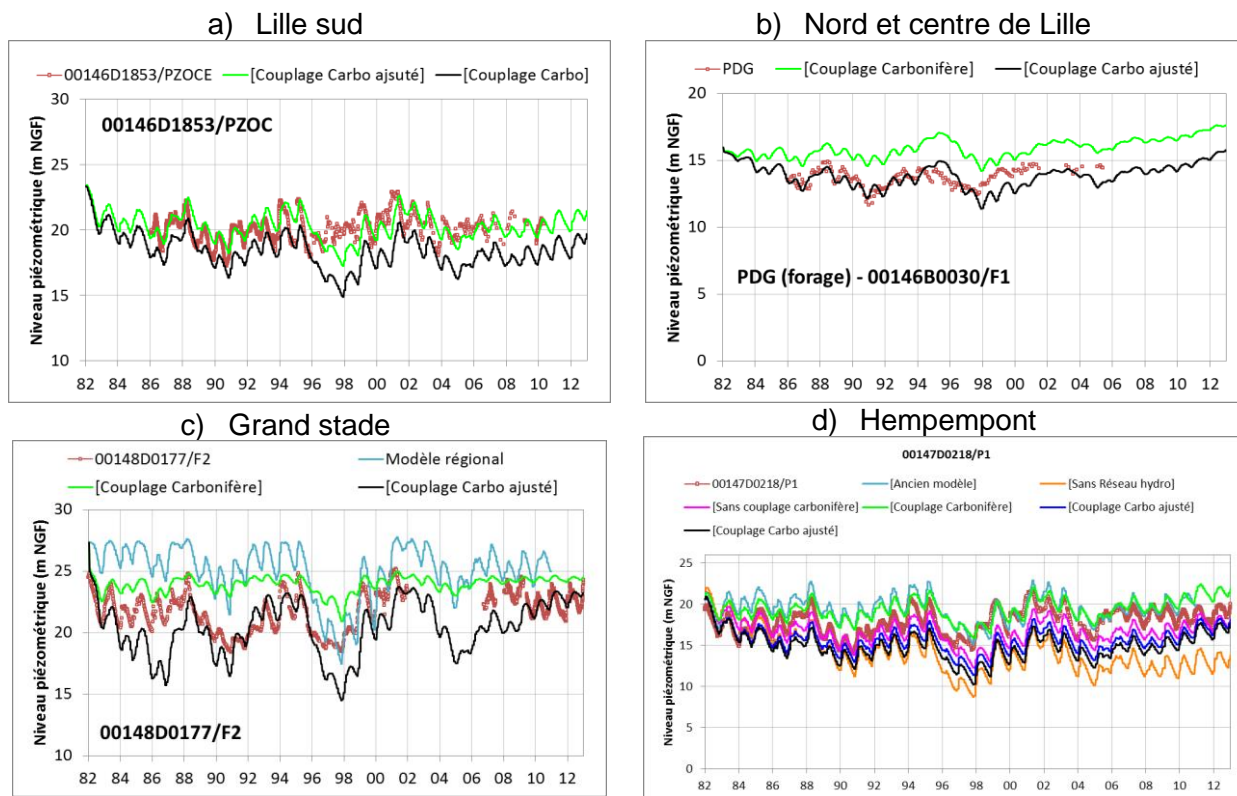 a) Lille sud
00146D1853/PZOCE [Couplage Carbo ajsuté] [Couplage Carbo]
Niveau piézométrique (m NGF)
30
25
20
15
10
00146D1853/PZOC
82 84 86 88 90 92 94 96 98 00 02 04 06 08 10 12
b) Nord et centre de Lille
PDG [Couplage Carbonifère] [Couplage Carbo ajusté]
Niveau piézométrique (m NGF)
20
15
10
5
0
PDG (forage) - 00146B0030/F1
82 84 86 88 90 92 94 96 98 00 02 04 06 08 10 12
c) Grand stade
00148D0177/F2 Modèle régional
[Couplage Carbonifère] [Couplage Carbo ajusté]
Niveau piézométrique (m NGF)
30
25
20
15
10
00148D0177/F2
82 84 86 88 90 92 94 96 98 00 02 04 06 08 10 12
d) Hempempont
00147D0218/P1
00147D0218/P1 [Ancien modèle] [Sans Réseau hydro]
[Sans couplage carbonifère] [Couplage Carbonifère] [Couplage Carbo ajusté]
[Couplage Carbo ajusté]
Niveau piézométrique (m NGF)
25
20
15
10
5
0
82 84 86 88 90 92 94 96 98 00 02 04 06 08 10 12